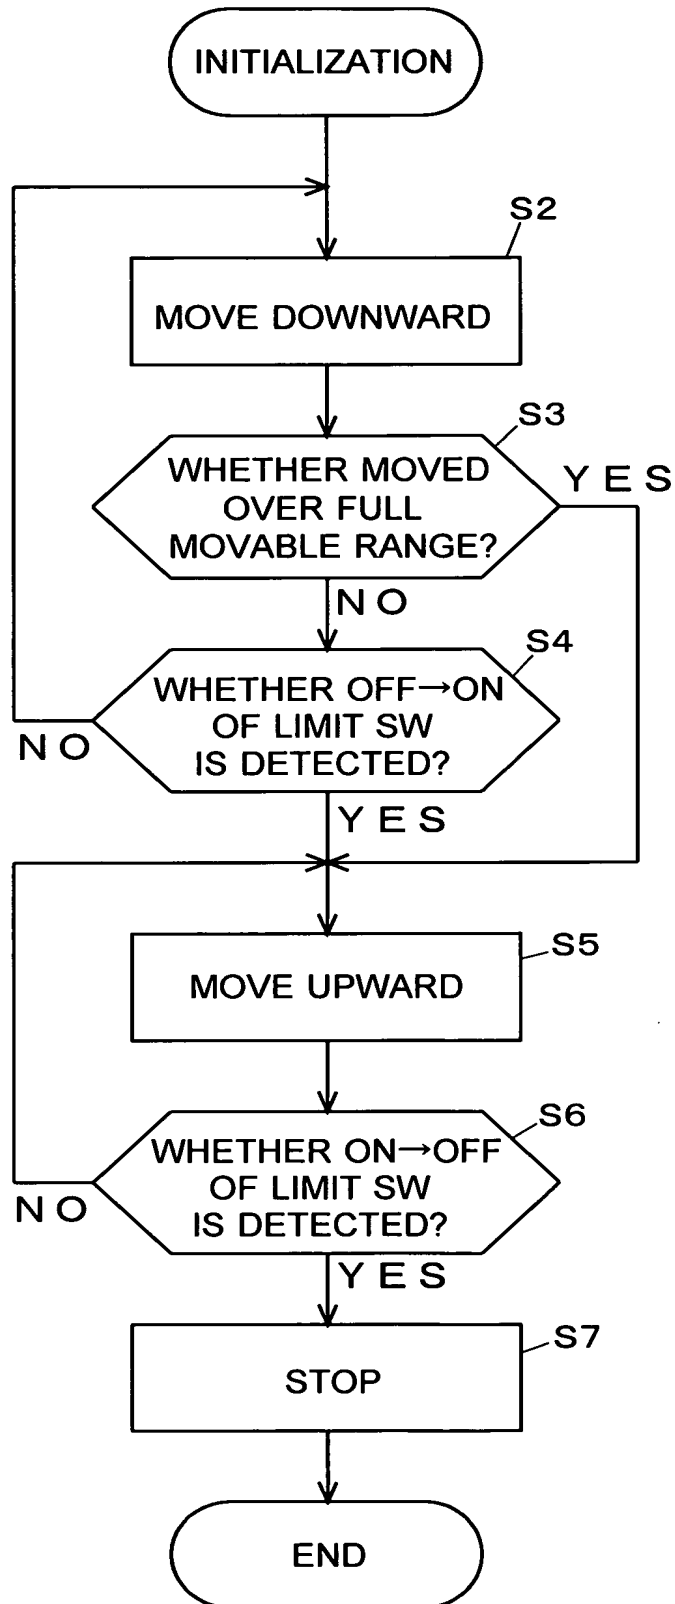 INITIALIZATION
S2
MOVE DOWNWARD
S3
WHETHER MOVED
OVER FULL
MOVABLE RANGE?
YES
NO
S4
WHETHER OFF→ON
OF LIMIT SW
IS DETECTED?
NO
YES
S5
MOVE UPWARD
S6
WHETHER ON→OFF
OF LIMIT SW
IS DETECTED?
NO
YES
S7
STOP
END